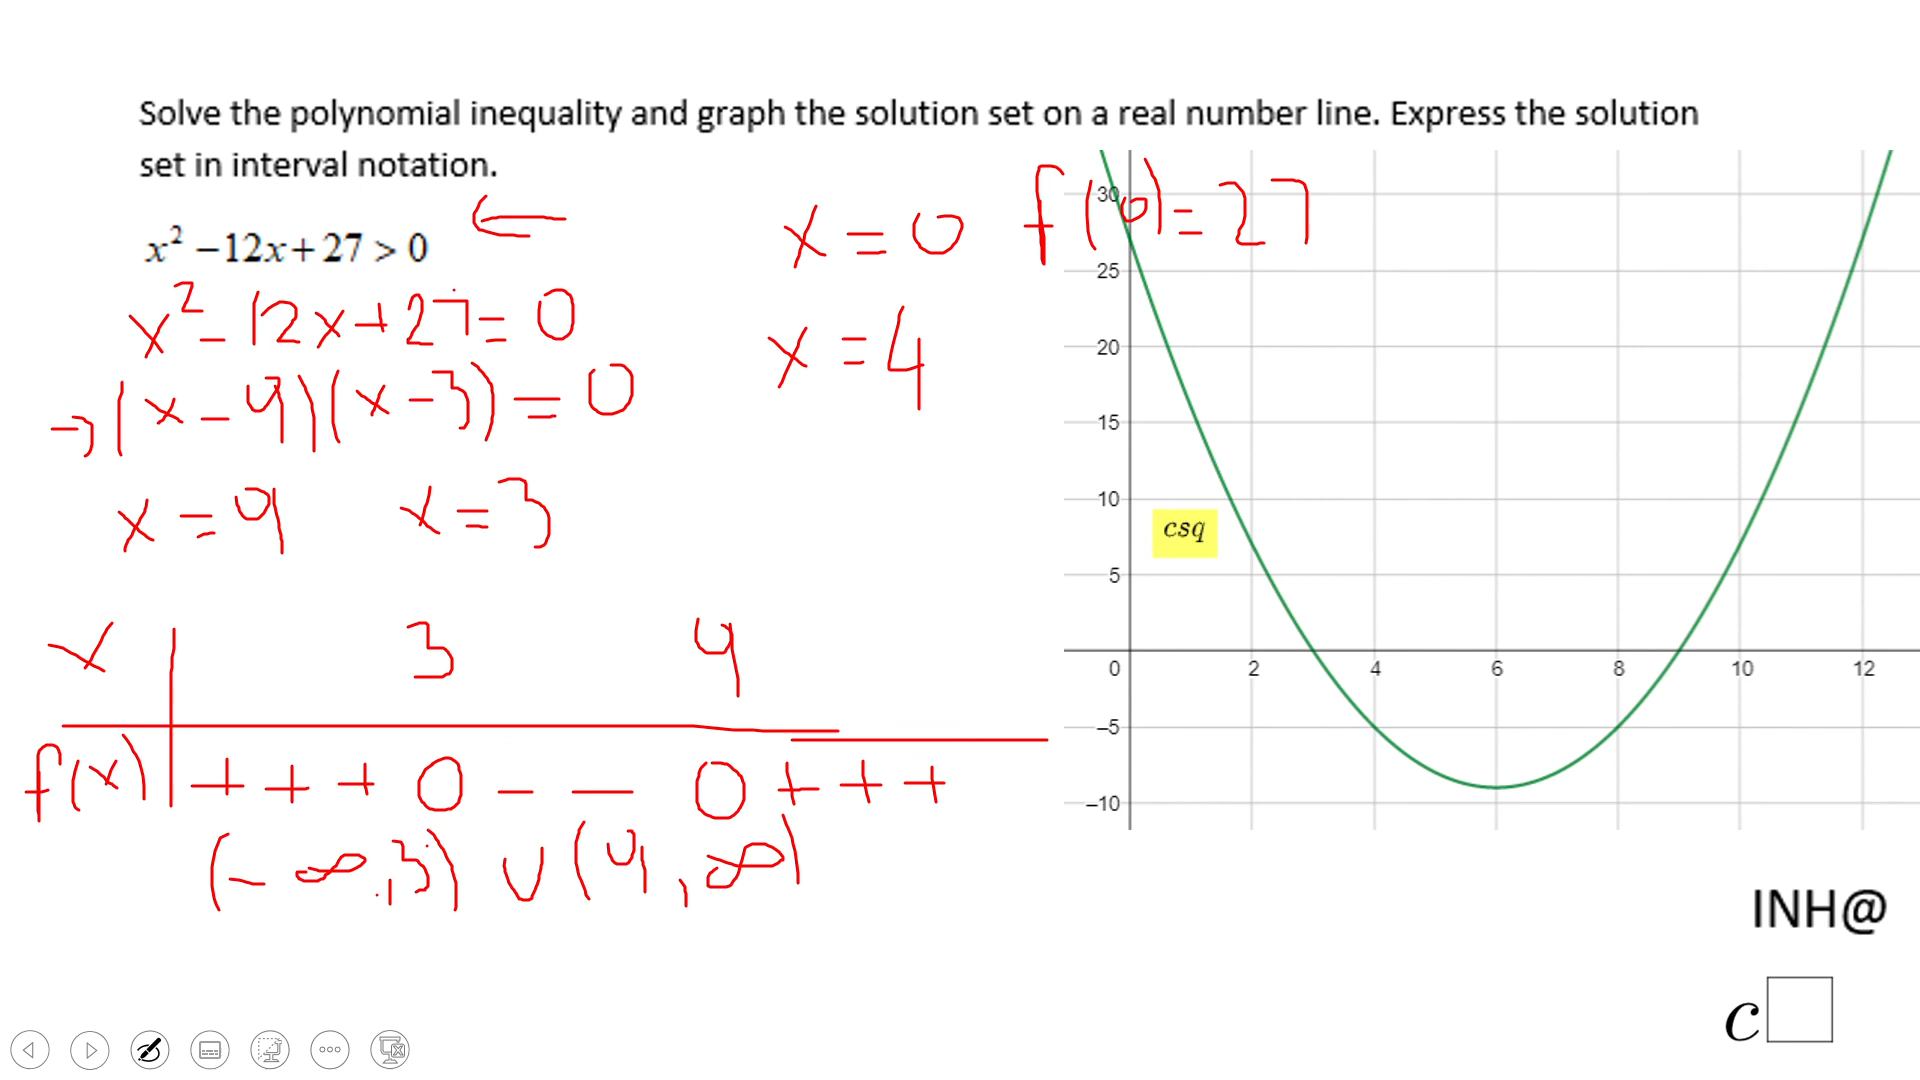 Solve the polynomial inequality and graph the solution set on a real number line. Express the solution
set in interval notation.
x² − 12x + 27 > 0
x² - 12x + 27 = 0
(x - 9)(x - 3) = 0
x = 9 x = 3
x = 0 f(0) = 27
x = 4
x 3 9
f(x) + + + 0 - - 0 + + +
(-∞, 3) ∪ (9, ∞)
30
25
20
15
10
5
0 2 4 6 8 10 12
−5
−10
csq
INH@
c